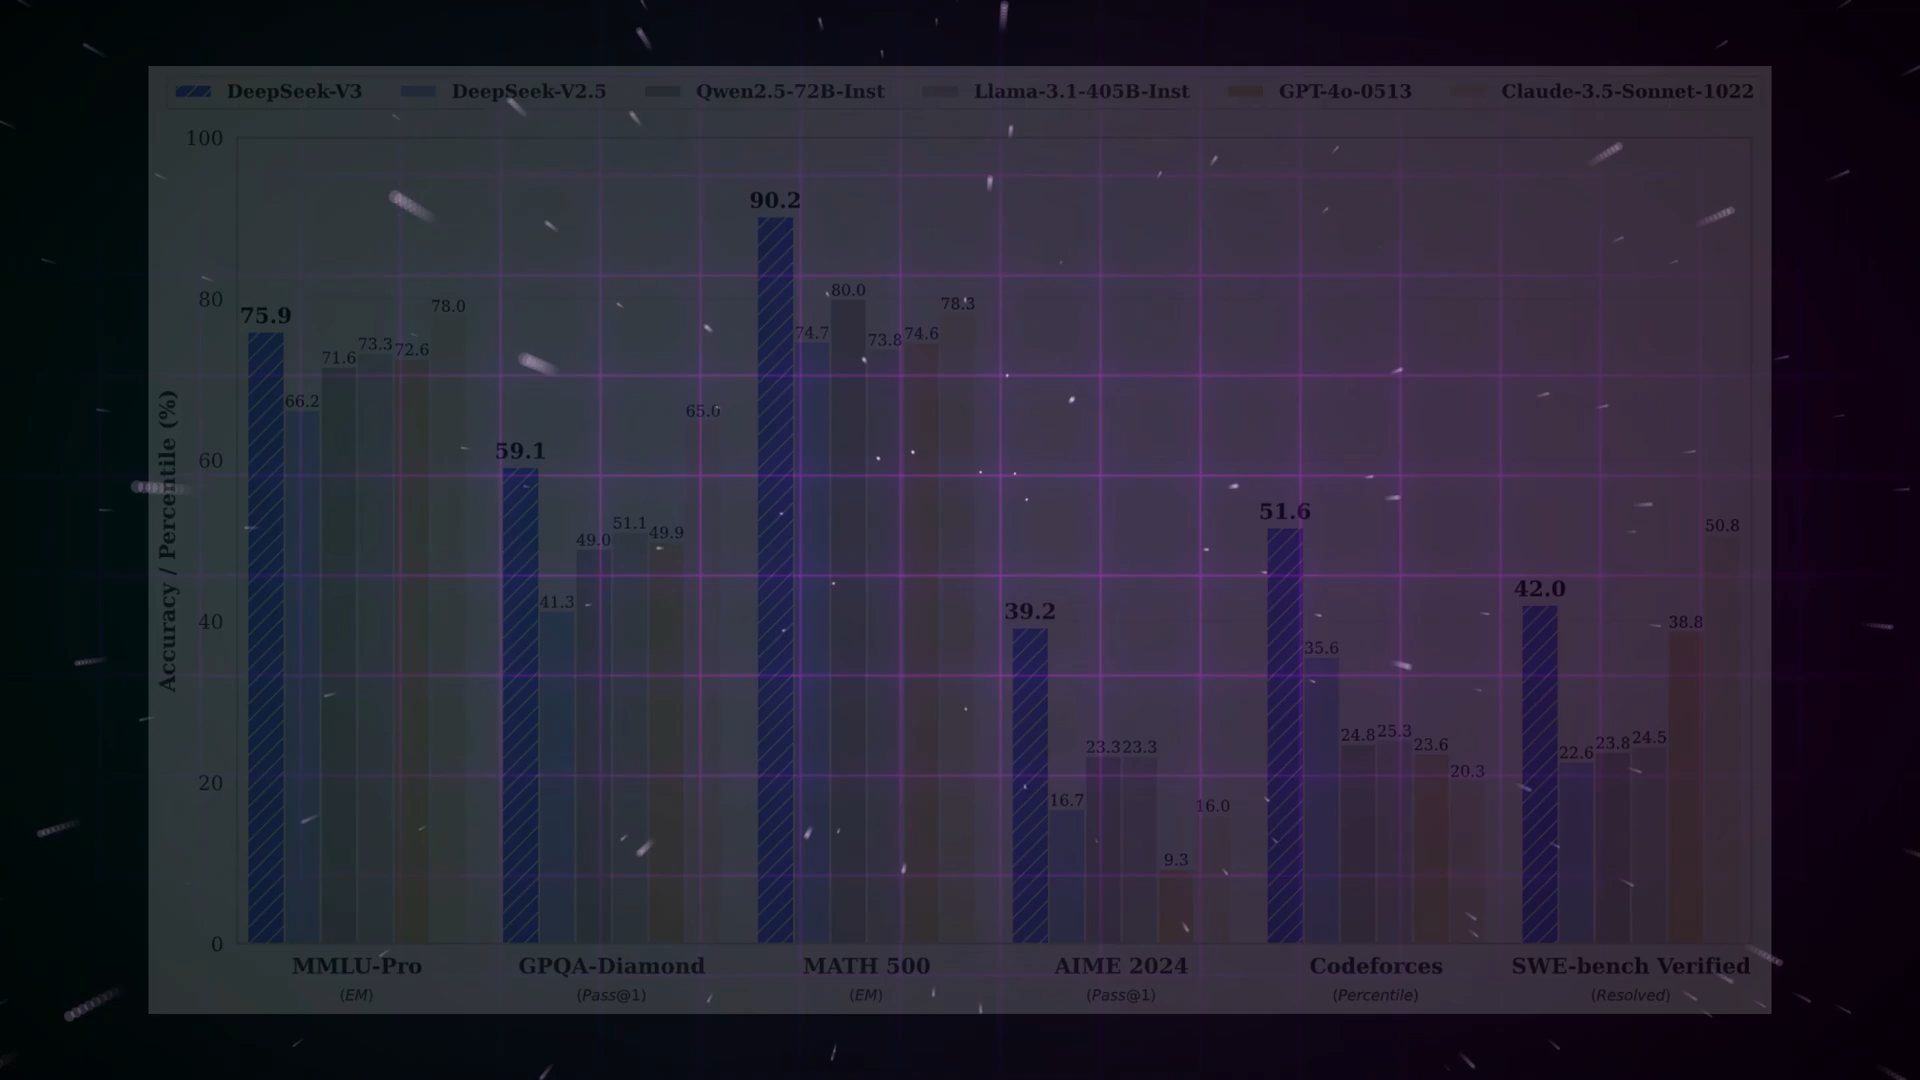 DeepSeek-V3 DeepSeek-V2.5 Qwen2.5-72B-Inst Llama-3.1-405B-Inst GPT-4o-0513 Claude-3.5-Sonnet-1022
Accuracy / Percentile (%)
100
80
60
40
20
0
75.9 66.2 71.6 73.3 72.6 78.0
59.1 41.3 49.0 51.1 49.9 65.0
90.2 74.7 80.0 73.8 74.6 78.3
39.2 16.7 23.3 23.3 9.3 16.0
51.6 35.6 24.8 25.3 23.6 20.3
42.0 22.6 23.8 24.5 38.8 50.8
MMLU-Pro GPQA-Diamond MATH 500 AIME 2024 Codeforces SWE-bench Verified
(EM) (Pass@1) (EM) (Pass@1) (Percentile) (Resolved)